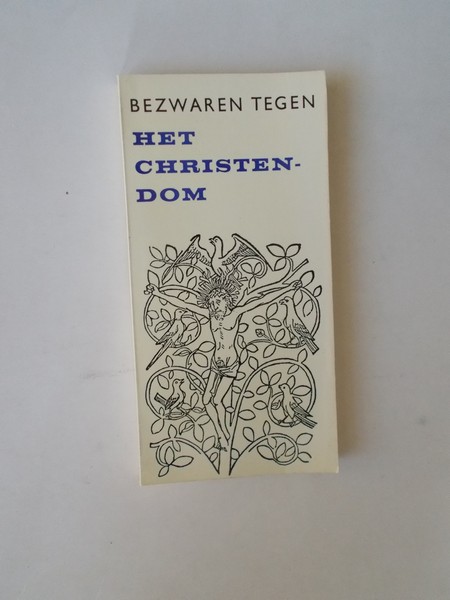 BEZWAREN TEGEN
HET
CHRISTEN-
DOM